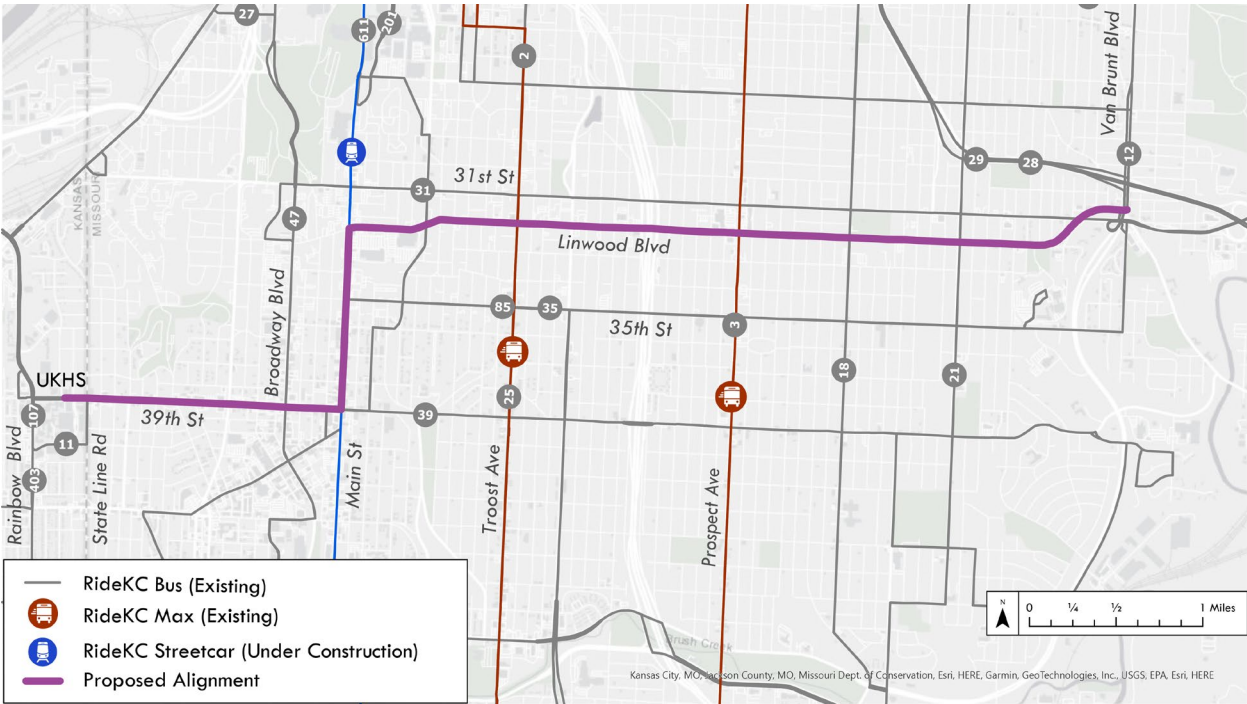 27
611
201
2
Van Brunt Blvd
12
29
28
31st St
31
KANSAS
MISSOURI
47
Linwood Blvd
Broadway Blvd
85
35
35th St
3
18
21
UKHS
107
39th St
25
39
11
403
Rainbow Blvd
State Line Rd
Main St
Troost Ave
Prospect Ave
RideKC Bus (Existing)
RideKC Max (Existing)
RideKC Streetcar (Under Construction)
Proposed Alignment
N
0 ¼ ½ 1 Miles
Brush Creek
Kansas City, MO, Jackson County, MO, Missouri Dept. of Conservation, Esri, HERE, Garmin, GeoTechnologies, Inc., USGS, EPA, Esri, HERE